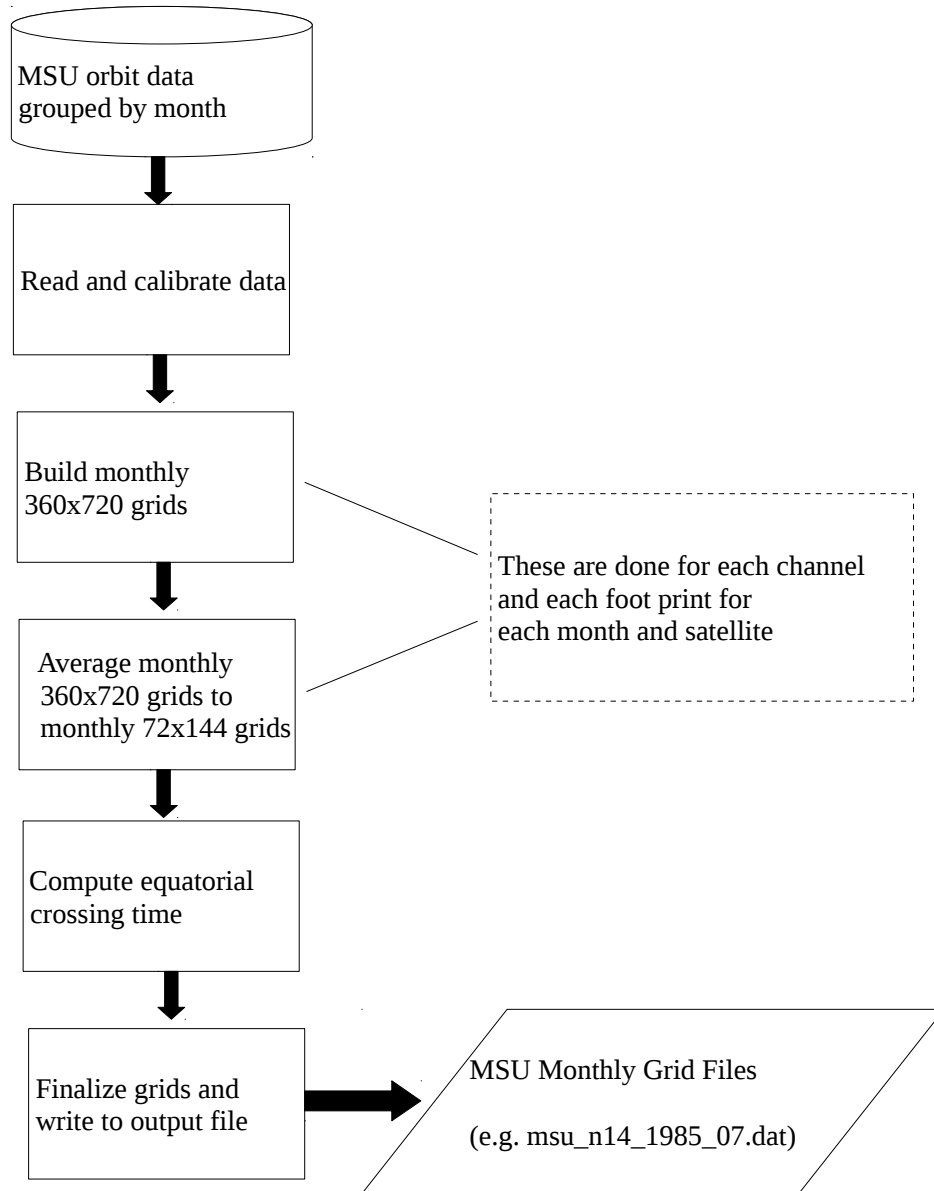 MSU orbit data
grouped by month
Read and calibrate data
Build monthly
360x720 grids
These are done for each channel
and each foot print for
each month and satellite
Average monthly
360x720 grids to
monthly 72x144 grids
Compute equatorial
crossing time
Finalize grids and
write to output file
MSU Monthly Grid Files
(e.g. msu_n14_1985_07.dat)